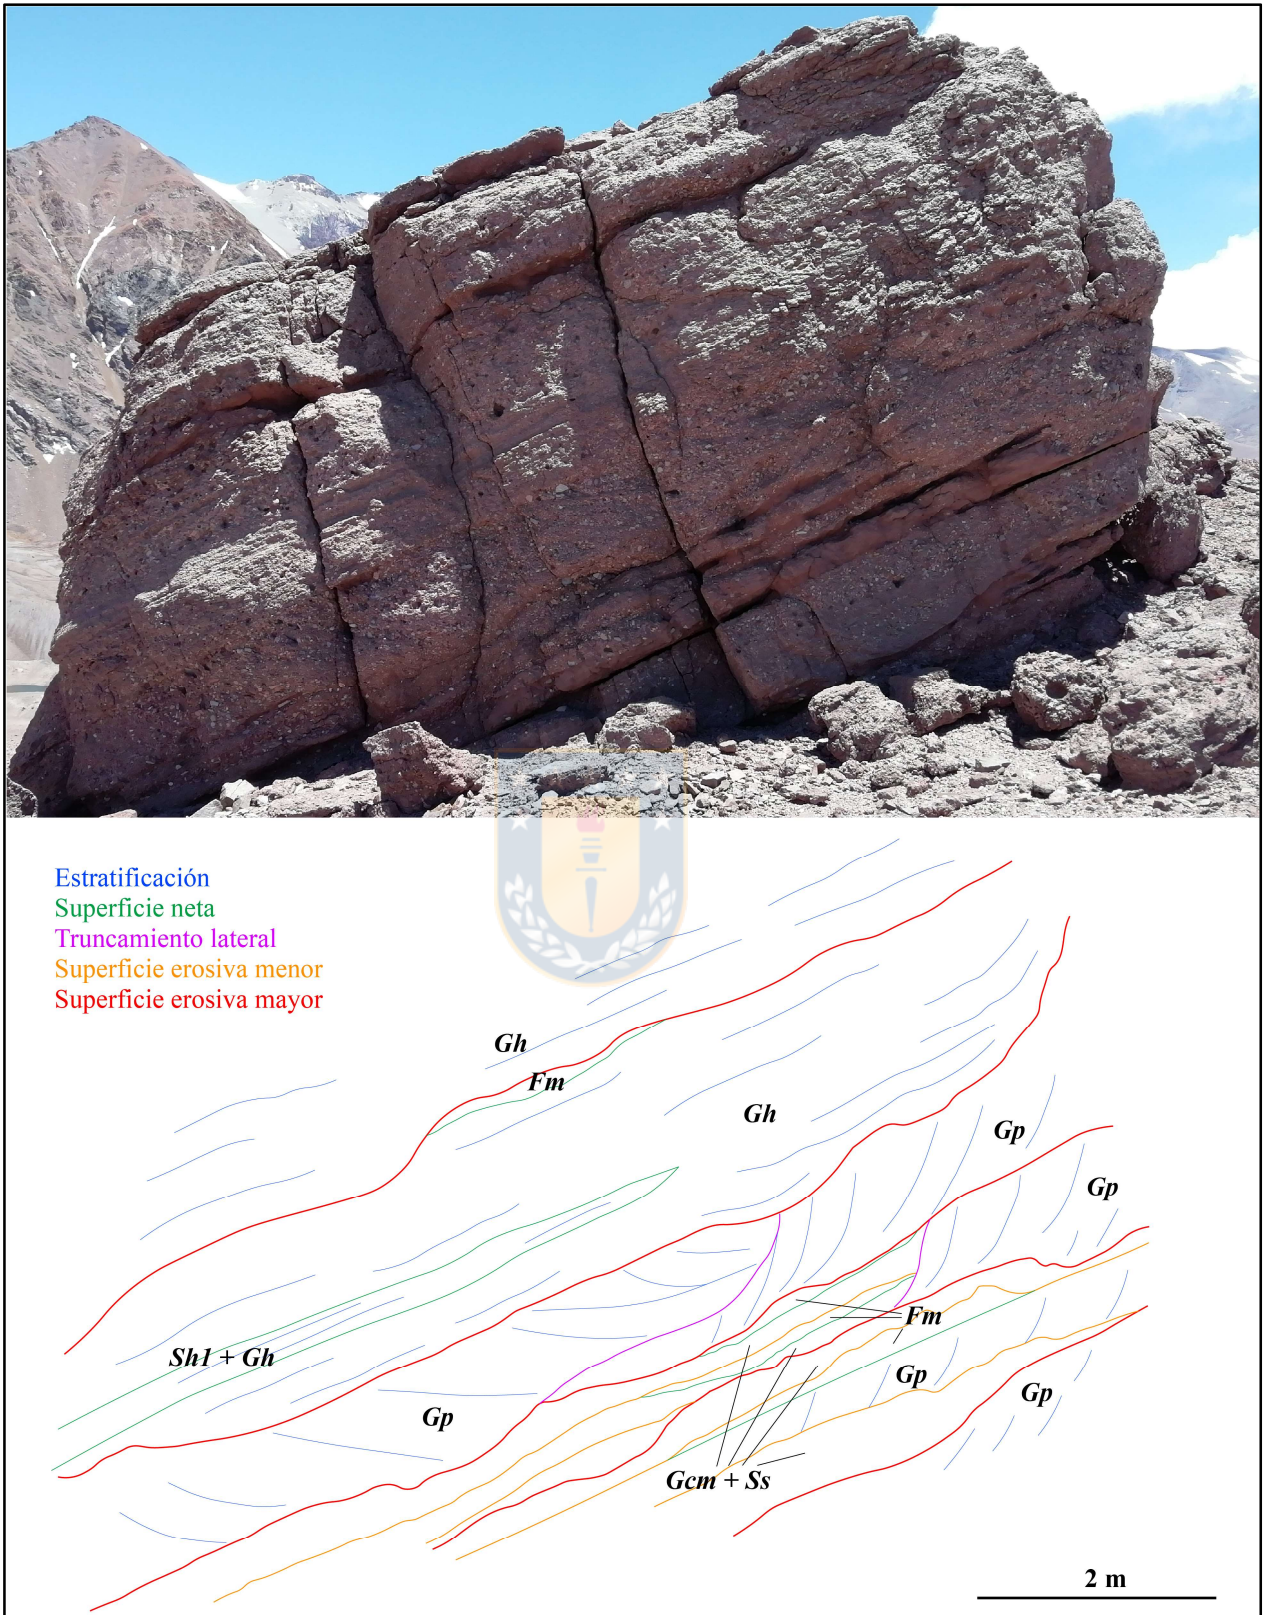 Estratificación
Superficie neta
Truncamiento lateral
Superficie erosiva menor
Superficie erosiva mayor
Gh
Fm
Gh
Gp
Gp
Fm
Sh1 + Gh
Gp
Gp
Gp
Gcm + Ss
2 m